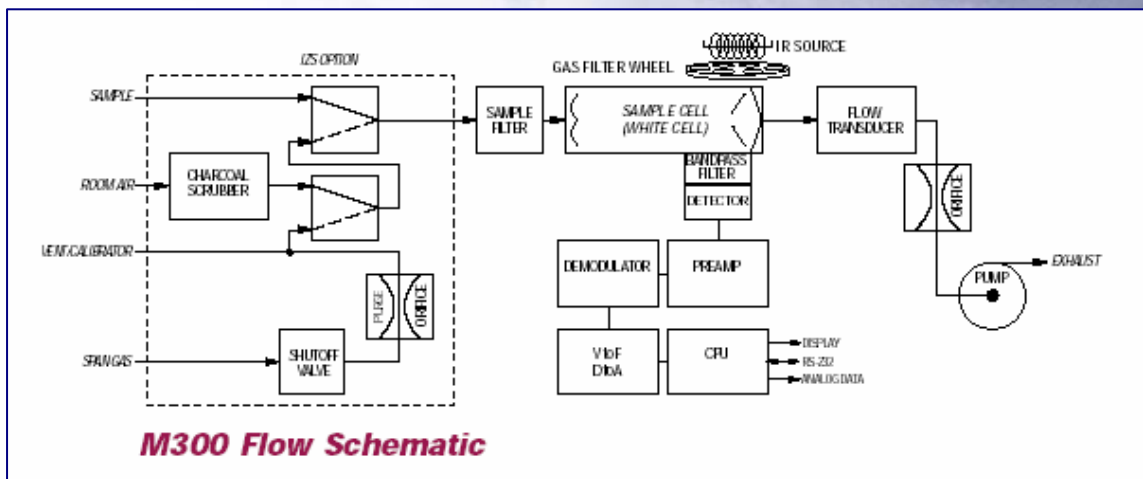 IZS OPTION
IR SOURCE
GAS FILTER WHEEL
SAMPLE
SAMPLE
FILTER
SAMPLE CELL
(WHITE CELL)
FLOW
TRANSDUCER
ROOM AIR
CHARCOAL
SCRUBBER
BANDPASS
FILTER
DETECTOR
ORIFICE
VENT/CALIBRATOR
DEMODULATOR
PREAMP
EXHAUST
PUMP
PURGE
ORIFICE
SPAN GAS
SHUTOFF
VALVE
V to F
D to A
CPU
DISPLAY
RS-232
ANALOG DATA
M300 Flow Schematic